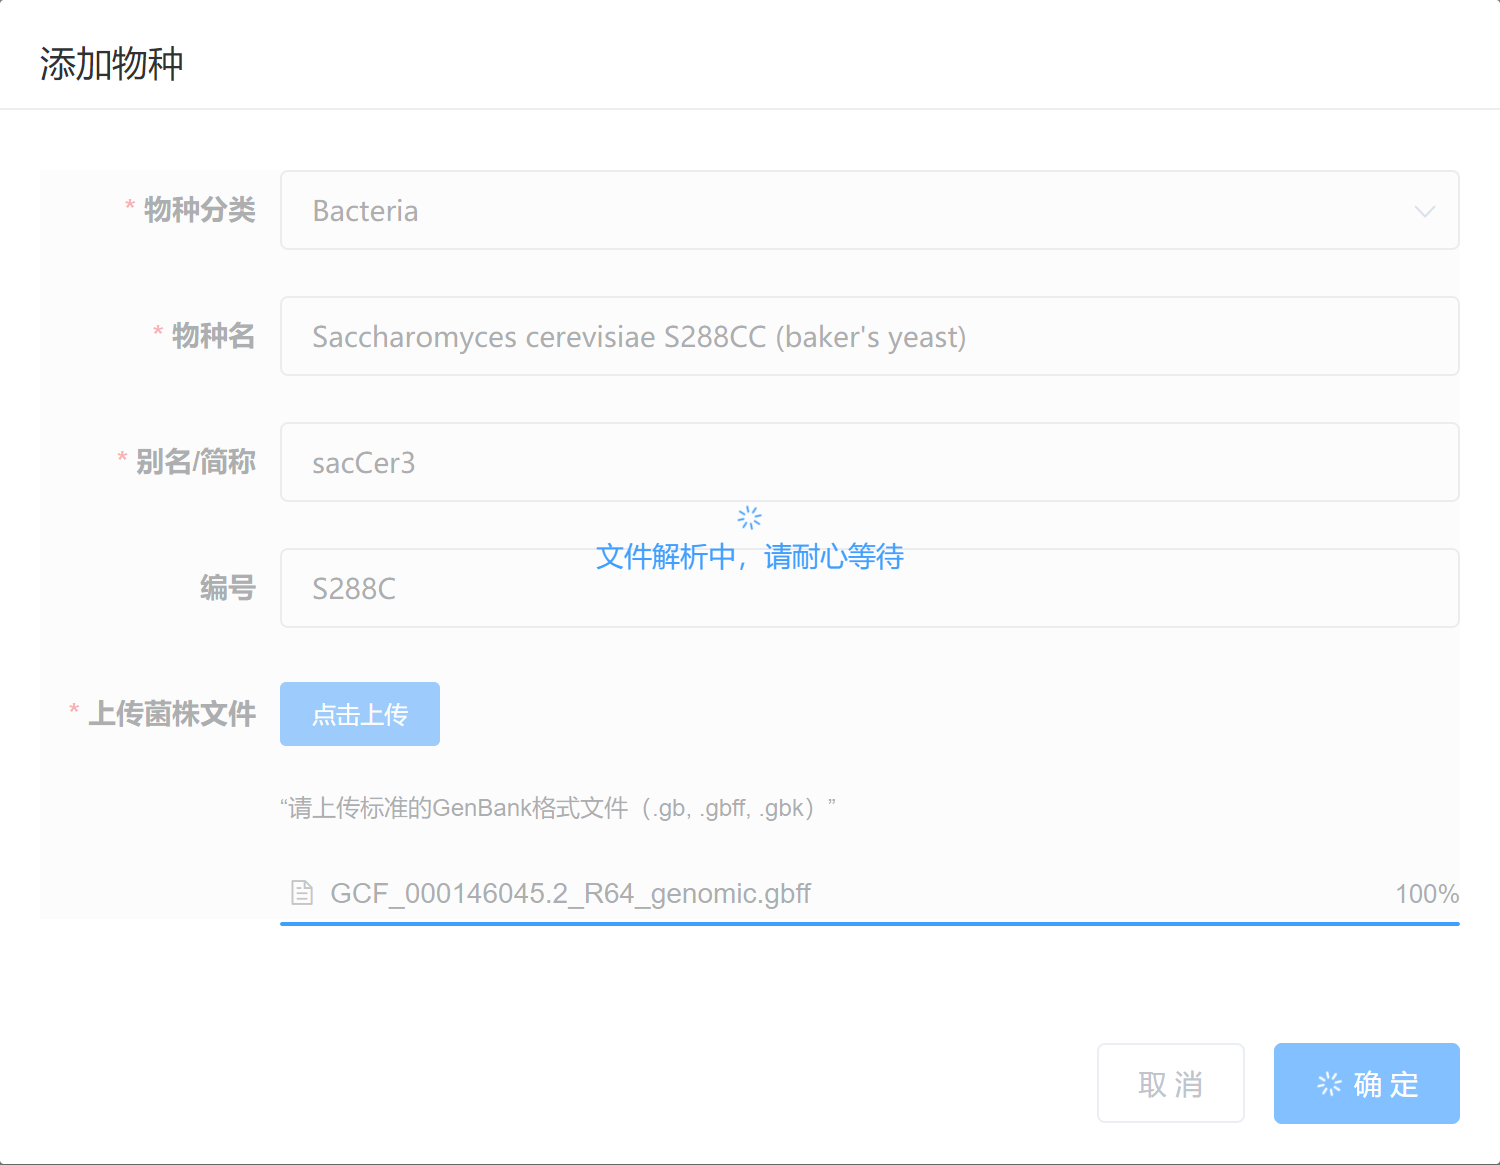 添加物种
* 物种分类 Bacteria
* 物种名 Saccharomyces cerevisiae S288CC (baker's yeast)
* 别名/简称 sacCer3
文件解析中，请耐心等待
编号 S288C
* 上传菌株文件 点击上传
“请上传标准的GenBank格式文件（.gb, .gbff, .gbk）”
GCF_000146045.2_R64_genomic.gbff 100%
取 消 确 定